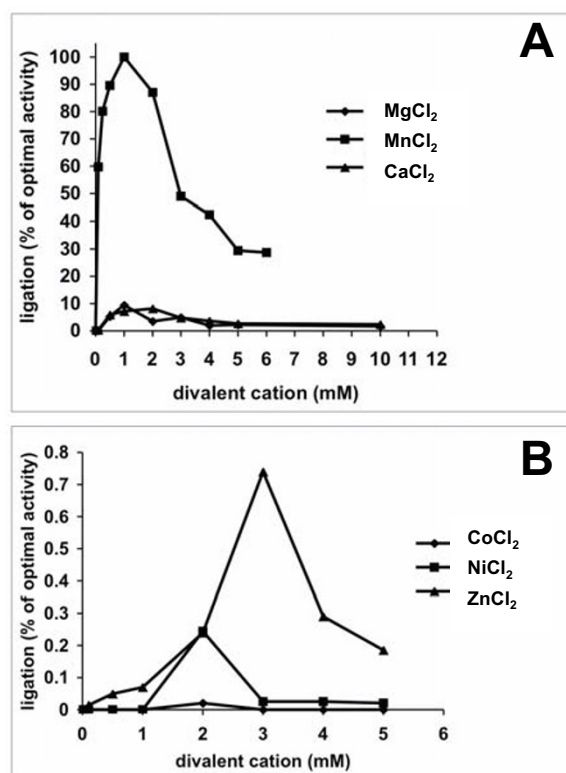 A
100
90
80
70
60
50
40
30
20
10
0
ligation (% of optimal activity)
MgCl₂
MnCl₂
CaCl₂
0 1 2 3 4 5 6 7 8 9 10 11 12
divalent cation (mM)
B
0.8
0.7
0.6
0.5
0.4
0.3
0.2
0.1
0
ligation (% of optimal activity)
CoCl₂
NiCl₂
ZnCl₂
0 1 2 3 4 5 6
divalent cation (mM)